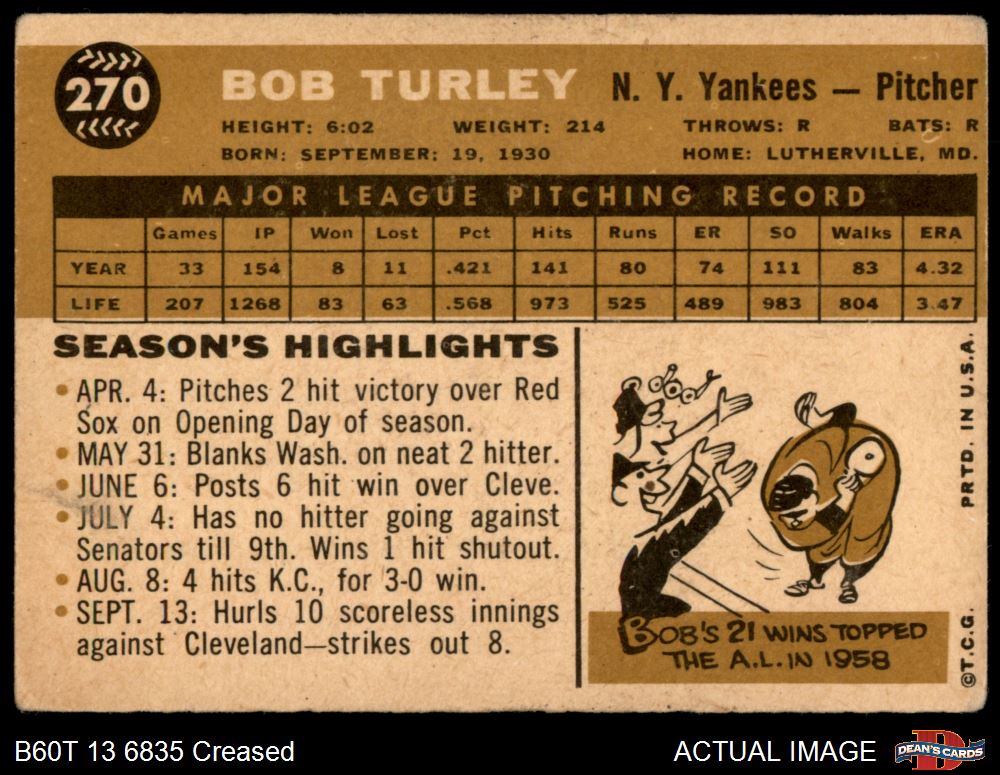 270
BOB TURLEY
N. Y. Yankees — Pitcher
HEIGHT: 6:02 WEIGHT: 214 THROWS: R BATS: R
BORN: SEPTEMBER: 19, 1930 HOME: LUTHERVILLE, MD.
MAJOR LEAGUE PITCHING RECORD
Games IP Won Lost Pct Hits Runs ER SO Walks ERA
YEAR 33 154 8 11 .421 141 80 74 111 83 4.32
LIFE 207 1268 83 63 .568 973 525 489 983 804 3.47
SEASON'S HIGHLIGHTS
• APR. 4: Pitches 2 hit victory over Red
Sox on Opening Day of season.
• MAY 31: Blanks Wash. on neat 2 hitter.
• JUNE 6: Posts 6 hit win over Cleve.
• JULY 4: Has no hitter going against
Senators till 9th. Wins 1 hit shutout.
• AUG. 8: 4 hits K.C., for 3-0 win.
• SEPT. 13: Hurls 10 scoreless innings
against Cleveland—strikes out 8.
BOB'S 21 WINS TOPPED
THE A.L. IN 1958
©T.C.G. PRTD. IN U.S.A.
B60T 13 6835 Creased
ACTUAL IMAGE
DEAN'S CARDS